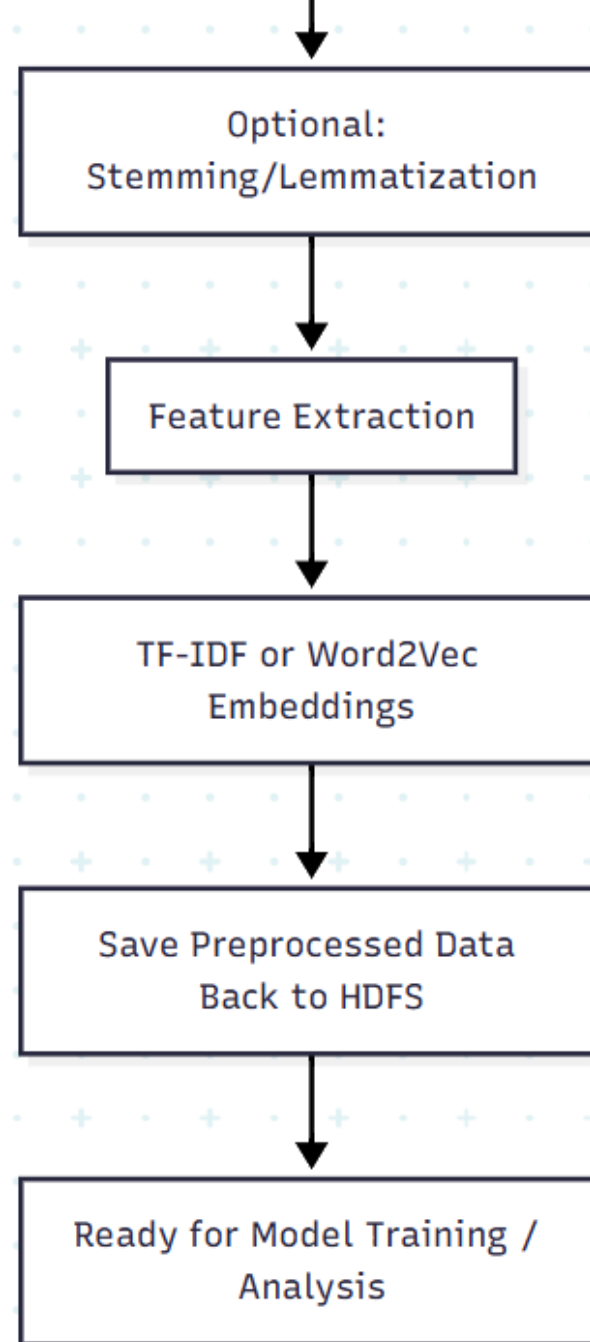 Optional:
Stemming/Lemmatization
Feature Extraction
TF-IDF or Word2Vec
Embeddings
Save Preprocessed Data
Back to HDFS
Ready for Model Training /
Analysis